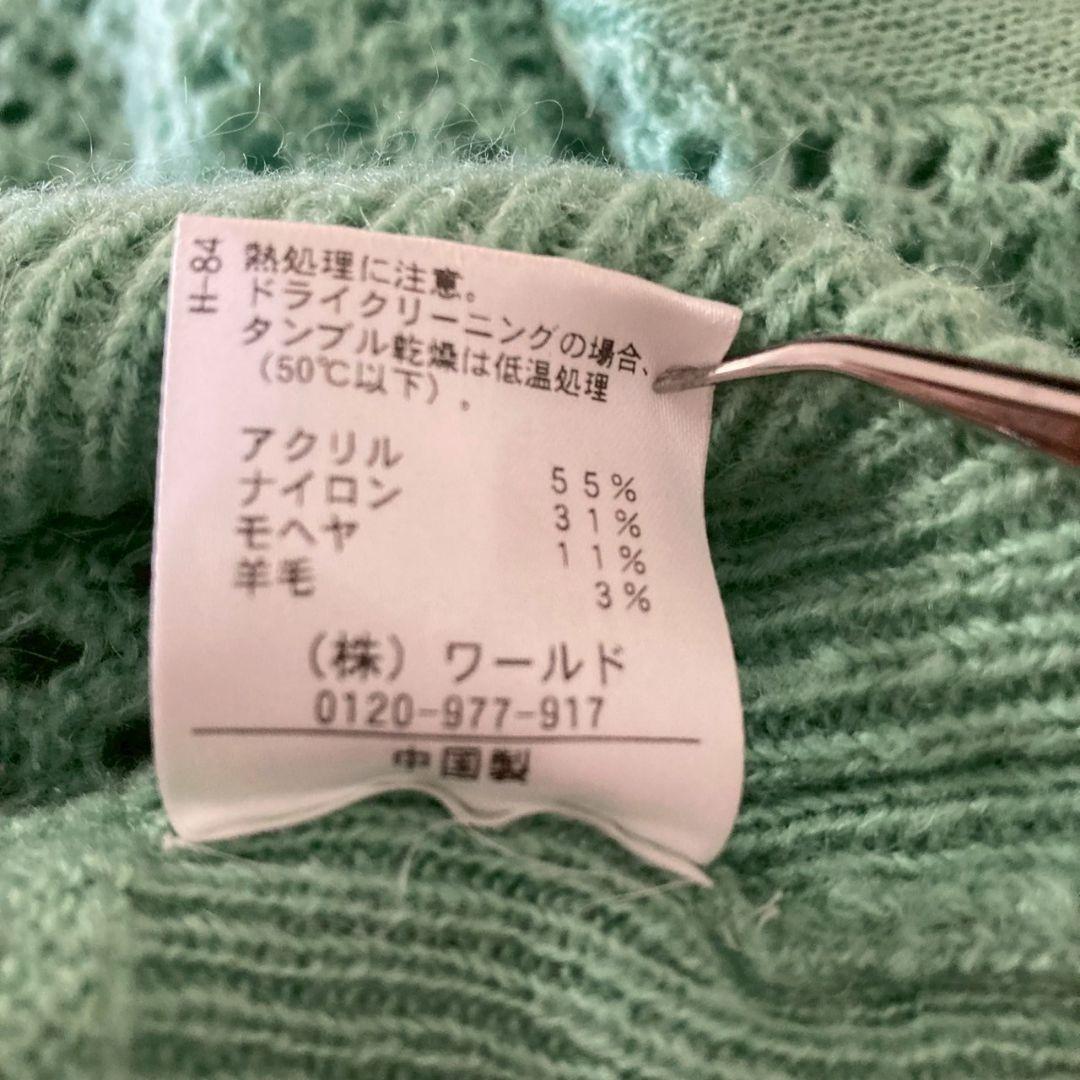 H-84
熱処理に注意。
ドライクリーニングの場合、
タンブル乾燥は低温処理
（50℃以下）。
アクリル 55%
ナイロン 31%
モヘヤ 11%
羊毛 3%
（株）ワールド
0120-977-917
中国製